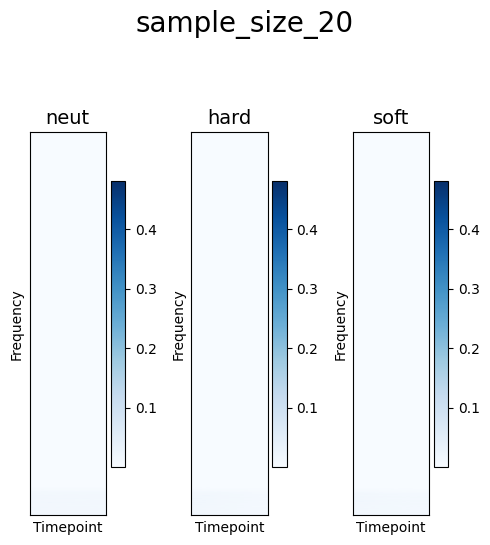 sample_size_20
neut
hard
soft
Frequency
0.4
0.3
0.2
0.1
Timepoint
Frequency
0.4
0.3
0.2
0.1
Timepoint
Frequency
0.4
0.3
0.2
0.1
Timepoint